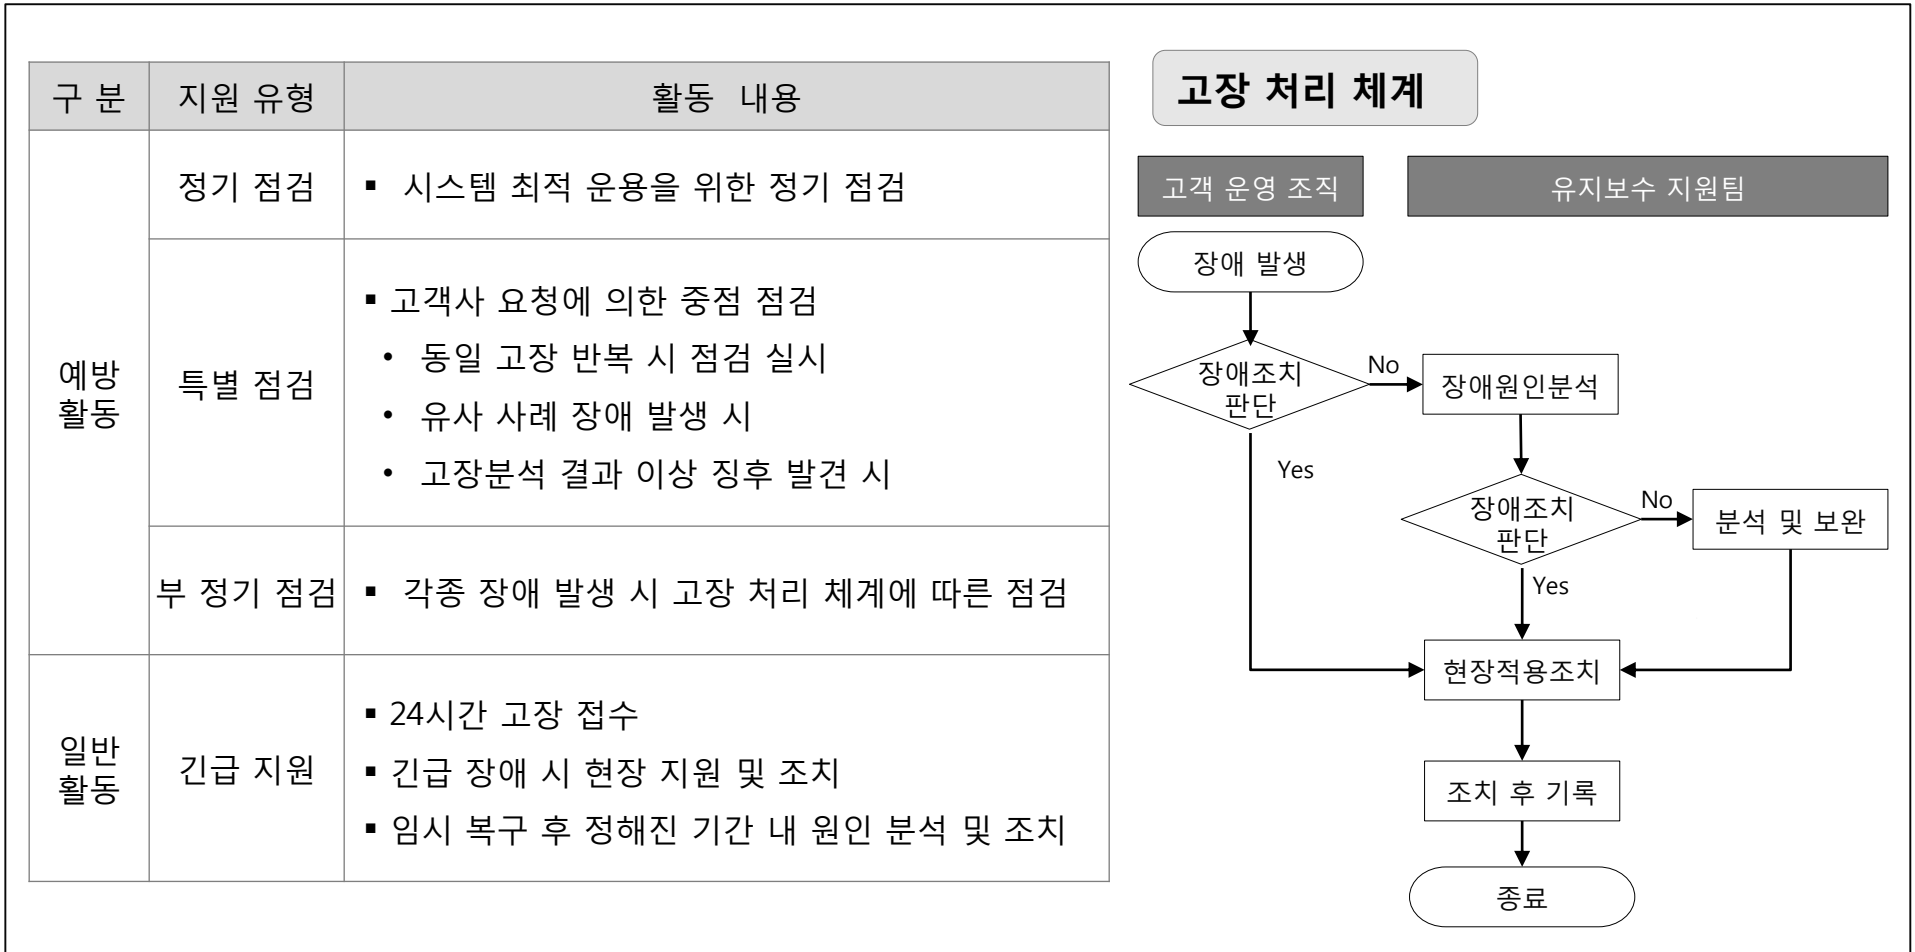 구 분 지원 유형 활동 내용
예방
활동
정기 점검
▪ 시스템 최적 운용을 위한 정기 점검
특별 점검
▪ 고객사 요청에 의한 중점 점검
• 동일 고장 반복 시 점검 실시
• 유사 사례 장애 발생 시
• 고장분석 결과 이상 징후 발견 시
부 정기 점검
▪ 각종 장애 발생 시 고장 처리 체계에 따른 점검
일반
활동
긴급 지원
▪ 24시간 고장 접수
▪ 긴급 장애 시 현장 지원 및 조치
▪ 임시 복구 후 정해진 기간 내 원인 분석 및 조치
고장 처리 체계
고객 운영 조직
유지보수 지원팀
장애 발생
장애조치
판단
No
장애원인분석
Yes
장애조치
판단
No
분석 및 보완
Yes
현장적용조치
조치 후 기록
종료